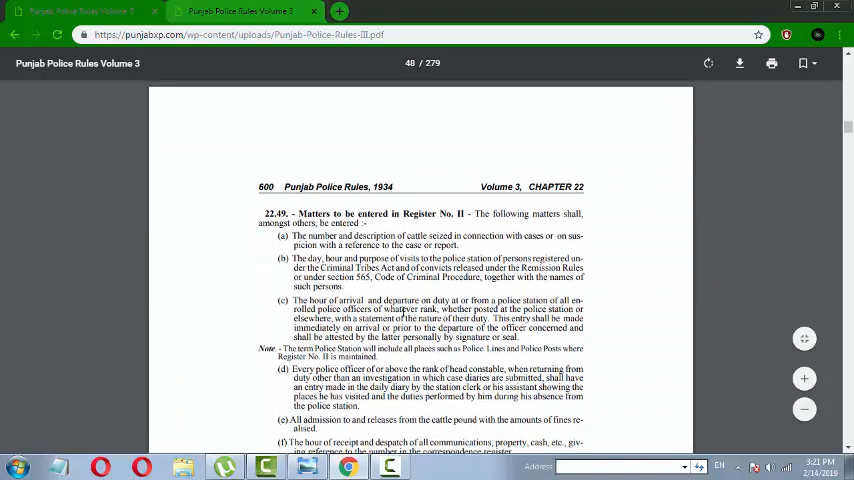 Punjab Police Rules Volume 3
Punjab Police Rules Volume 3
https://punjabxp.com/wp-content/uploads/Punjab-Police-Rules-III.pdf
Punjab Police Rules Volume 3
48 / 279
600 Punjab Police Rules, 1934 Volume 3, CHAPTER 22
22.49. - Matters to be entered in Register No. II - The following matters shall,
amongst others, be entered :-
(a) The number and description of cattle seized in connection with cases or on sus-
picion with a reference to the case or report.
(b) The day, hour and purpose of visits to the police station of persons registered un-
der the Criminal Tribes Act and of convicts released under the Remission Rules
or under section 565, Code of Criminal Procedure, together with the names of
such persons.
(c) The hour of arrival and departure on duty at or from a police station of all en-
rolled police officers of whatever rank, whether posted at the police station or
elsewhere, with a statement of the nature of their duty. This entry shall be made
immediately on arrival or prior to the departure of the officer concerned and
shall be attested by the latter personally by signature or seal.
Note - The term Police Station will include all places such as Police Lines and Police Posts where
Register No. II is maintained.
(d) Every police officer of or above the rank of head constable, when returning from
duty other than an investigation in which case diaries are submitted, shall have
an entry made in the daily diary by the station clerk or his assistant showing the
places he has visited and the duties performed by him during his absence from
the police station.
(e) All admission to and releases from the cattle pound with the amounts of fines re-
alised.
(f) The hour of receipt and despatch of all communications, property, cash, etc., giv-
ing reference to the number in the correspondence register.
Address
EN
3:21 PM
2/14/2019